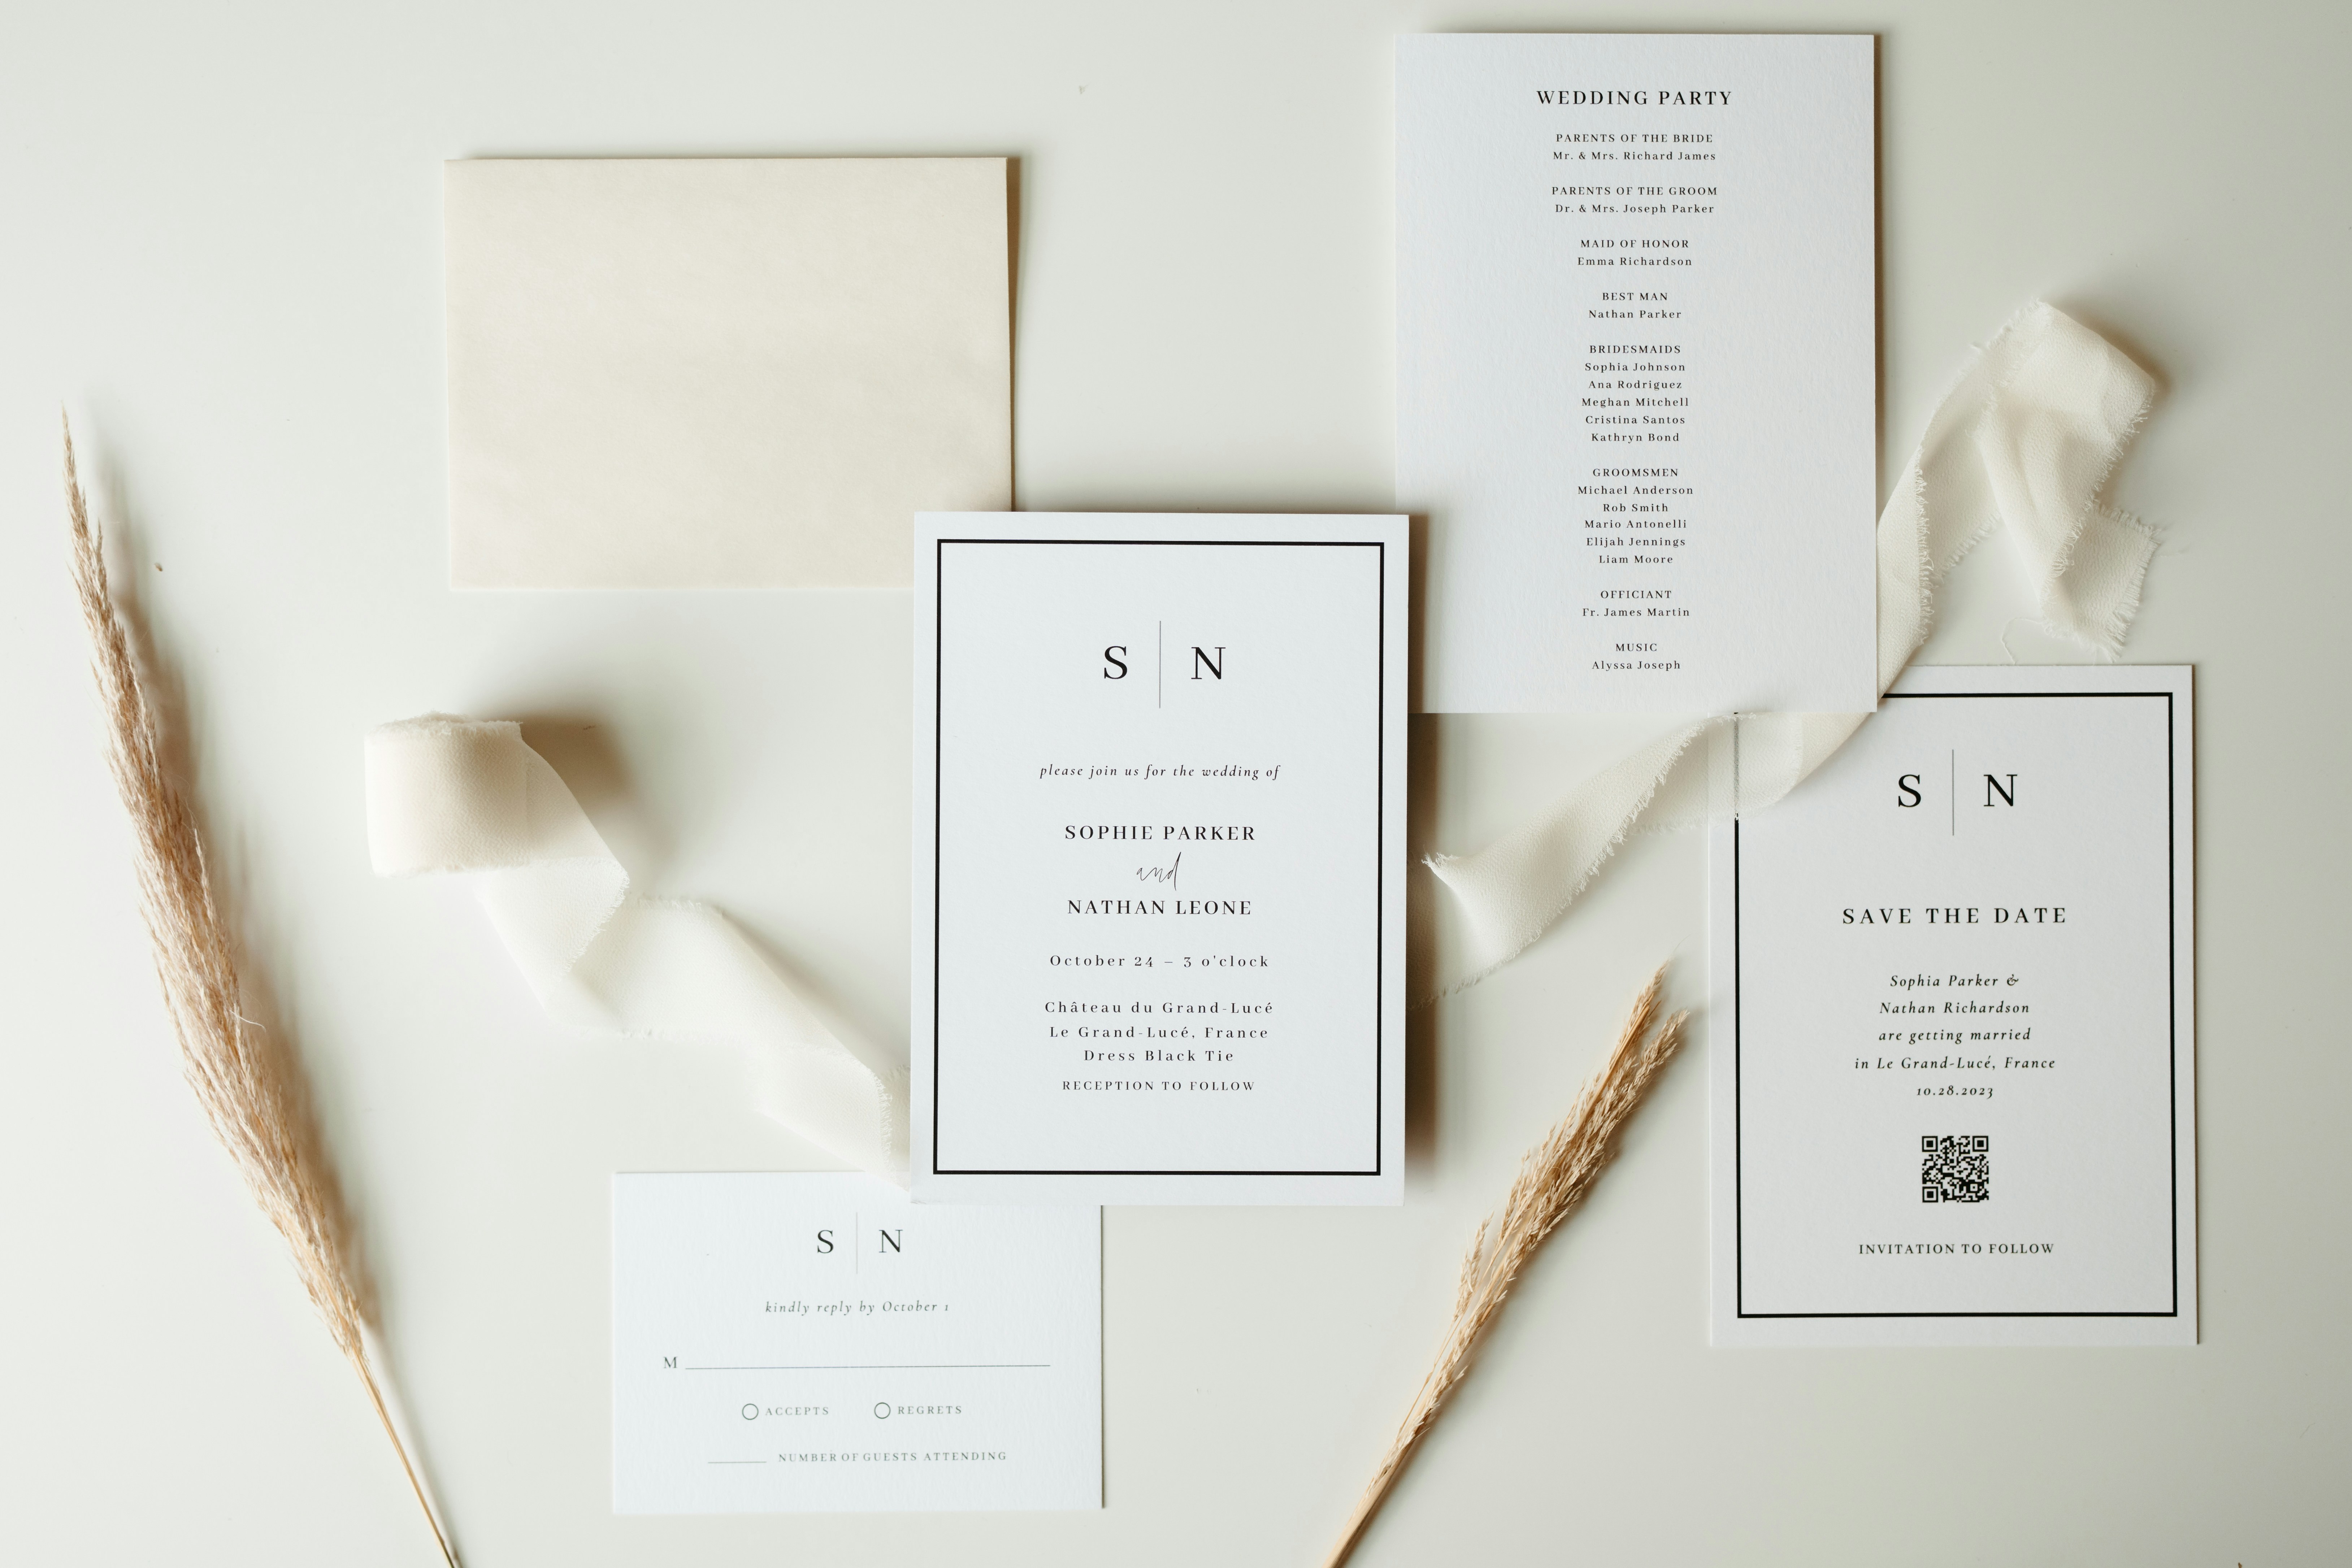 WEDDING PARTY
PARENTS OF THE BRIDE
Mr. & Mrs. Richard James
PARENTS OF THE GROOM
Dr. & Mrs. Joseph Parker
MAID OF HONOR
Emma Richardson
BEST MAN
Nathan Parker
BRIDESMAIDS
Sophia Johnson
Ana Rodriguez
Meghan Mitchell
Cristina Santos
Kathryn Bond
GROOMSMEN
Michael Anderson
Rob Smith
Mario Antonelli
Elijah Jennings
Liam Moore
OFFICIANT
Fr. James Martin
MUSIC
Alyssa Joseph
S | N
please join us for the wedding of
SOPHIE PARKER
and
NATHAN LEONE
October 24 – 3 o'clock
Château du Grand-Lucé
Le Grand-Lucé, France
Dress Black Tie
RECEPTION TO FOLLOW
S | N
SAVE THE DATE
Sophia Parker &
Nathan Richardson
are getting married
in Le Grand-Lucé, France
10.28.2023
INVITATION TO FOLLOW
S | N
kindly reply by October 1
M
ACCEPTS REGRETS
NUMBER OF GUESTS ATTENDING